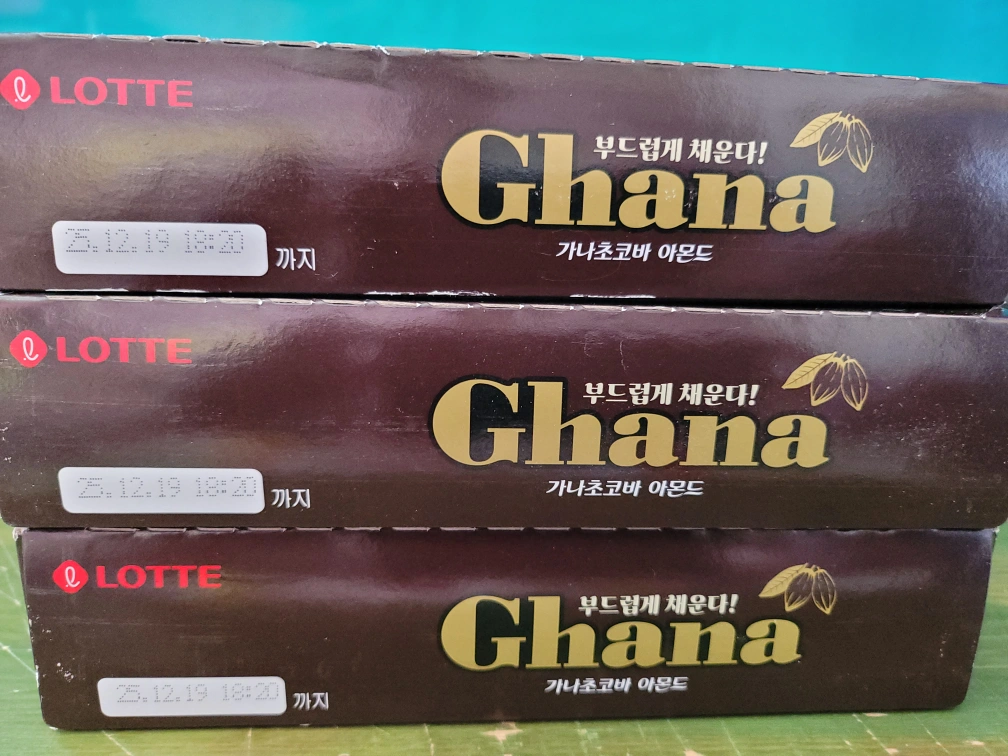 LOTTE
부드럽게 채운다!
Ghana
가나초코바 아몬드
25.12.19 18:20 까지
LOTTE
부드럽게 채운다!
Ghana
가나초코바 아몬드
25.12.19 18:20 까지
LOTTE
부드럽게 채운다!
Ghana
가나초코바 아몬드
25.12.19 18:20 까지